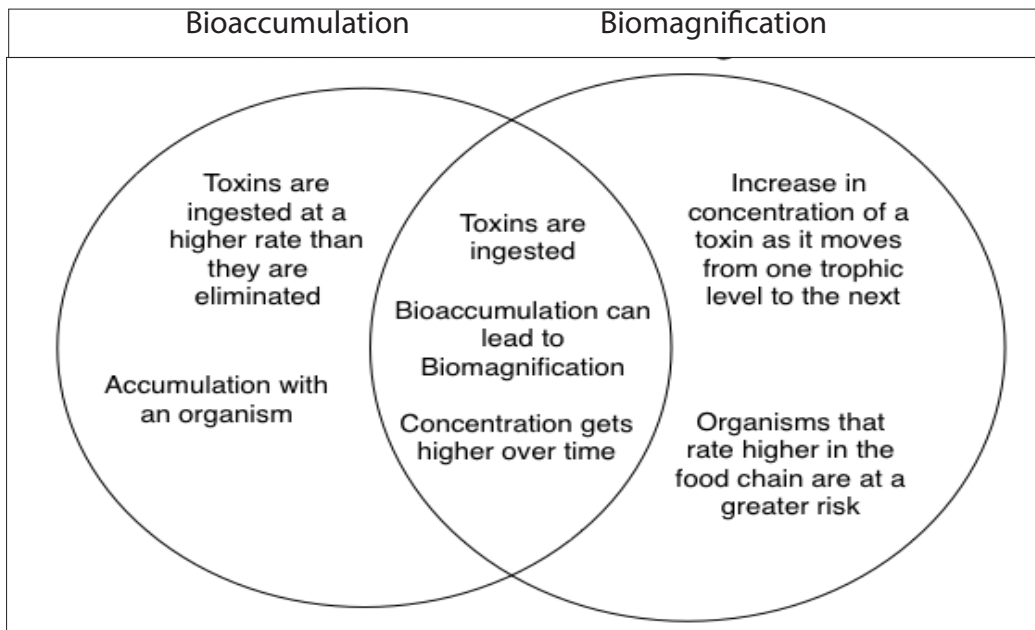 Bioaccumulation
Biomagnification
Toxins are
ingested at a
higher rate than
they are
eliminated
Accumulation with
an organism
Toxins are
ingested
Bioaccumulation can
lead to
Biomagnification
Concentration gets
higher over time
Increase in
concentration of a
toxin as it moves
from one trophic
level to the next
Organisms that
rate higher in the
food chain are at a
greater risk